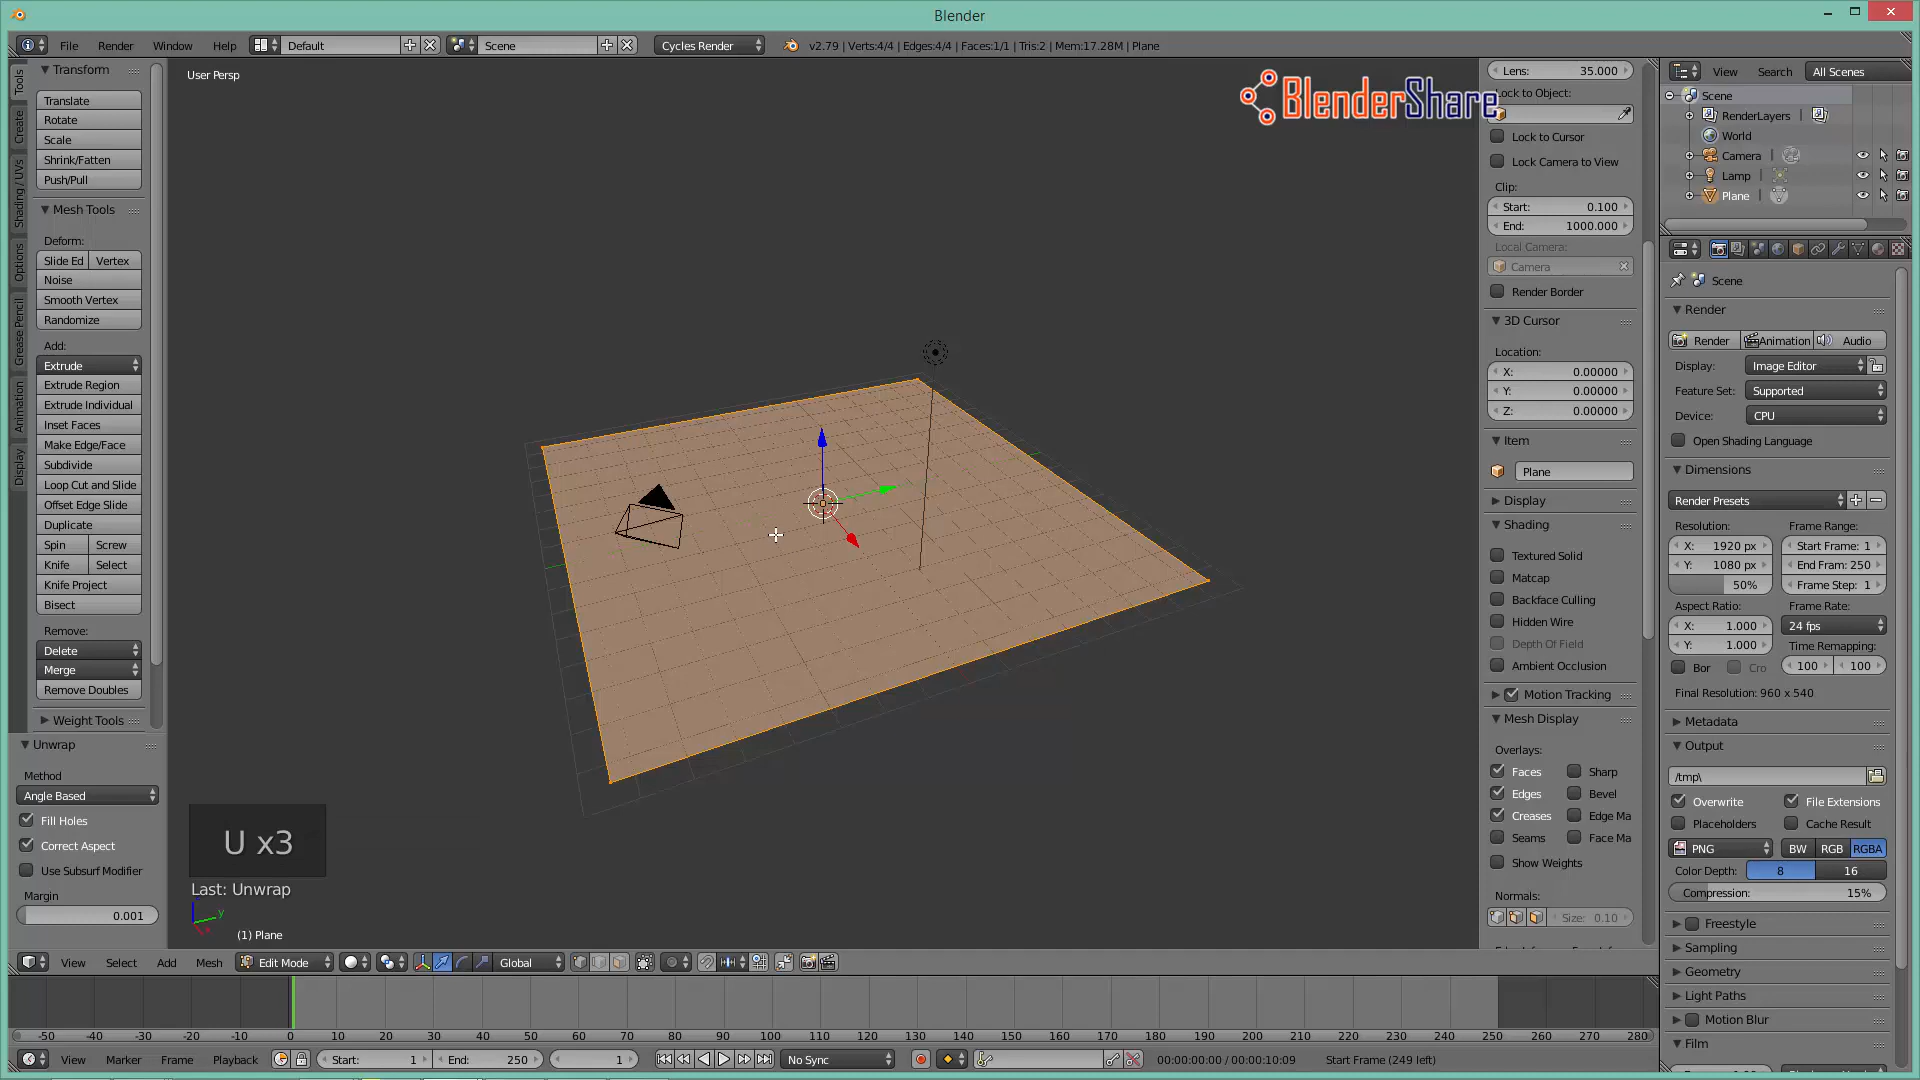 Blender
File Render Window Help Default Scene Cycles Render v2.79 | Verts:4/4 | Edges:4/4 | Faces:1/1 | Tris:2 | Mem:17.28M | Plane
Tools
Create
Shading / UVs
Options
Grease Pencil
Animation
Display
Transform
Translate
Rotate
Scale
Shrink/Fatten
Push/Pull
Mesh Tools
Deform:
Slide Ed Vertex
Noise
Smooth Vertex
Randomize
Add:
Extrude
Extrude Region
Extrude Individual
Inset Faces
Make Edge/Face
Subdivide
Loop Cut and Slide
Offset Edge Slide
Duplicate
Spin Screw
Knife Select
Knife Project
Bisect
Remove:
Delete
Merge
Remove Doubles
Weight Tools
Unwrap
Method
Angle Based
Fill Holes
Correct Aspect
Use Subsurf Modifier
Margin
0.001
User Persp
BlenderShare
U x3
Last: Unwrap
y
(1) Plane
Lens: 35.000
Lock to Object:
Lock to Cursor
Lock Camera to View
Clip:
Start: 0.100
End: 1000.000
Local Camera:
Camera
Render Border
3D Cursor
Location:
X: 0.00000
Y: 0.00000
Z: 0.00000
Item
Plane
Display
Shading
Textured Solid
Matcap
Backface Culling
Hidden Wire
Depth Of Field
Ambient Occlusion
Motion Tracking
Mesh Display
Overlays:
Faces Sharp
Edges Bevel
Creases Edge Ma
Seams Face Ma
Show Weights
Normals:
Size: 0.10
View Search All Scenes
Scene
RenderLayers
World
Camera
Lamp
Plane
Scene
Render
Render Animation Audio
Display: Image Editor
Feature Set: Supported
Device: CPU
Open Shading Language
Dimensions
Render Presets
Resolution: Frame Range:
X: 1920 px Start Frame: 1
Y: 1080 px End Fram: 250
50% Frame Step: 1
Aspect Ratio: Frame Rate:
X: 1.000 24 fps
Y: 1.000 Time Remapping:
Bor Cro 100 100
Final Resolution: 960 x 540
Metadata
Output
/tmp\
Overwrite File Extensions
Placeholders Cache Result
PNG BW RGB RGBA
Color Depth: 8 16
Compression: 15%
Freestyle
Sampling
Geometry
Light Paths
Motion Blur
Film
View Select Add Mesh Edit Mode Global
-50 -40 -30 -20 -10 0 10 20 30 40 50 60 70 80 90 100 110 120 130 140 150 160 170 180 190 200 210 220 230 240 250 260 270 280
View Marker Frame Playback Start: 1 End: 250 1 No Sync 00:00:00:00 / 00:00:10:09 Start Frame (249 left)